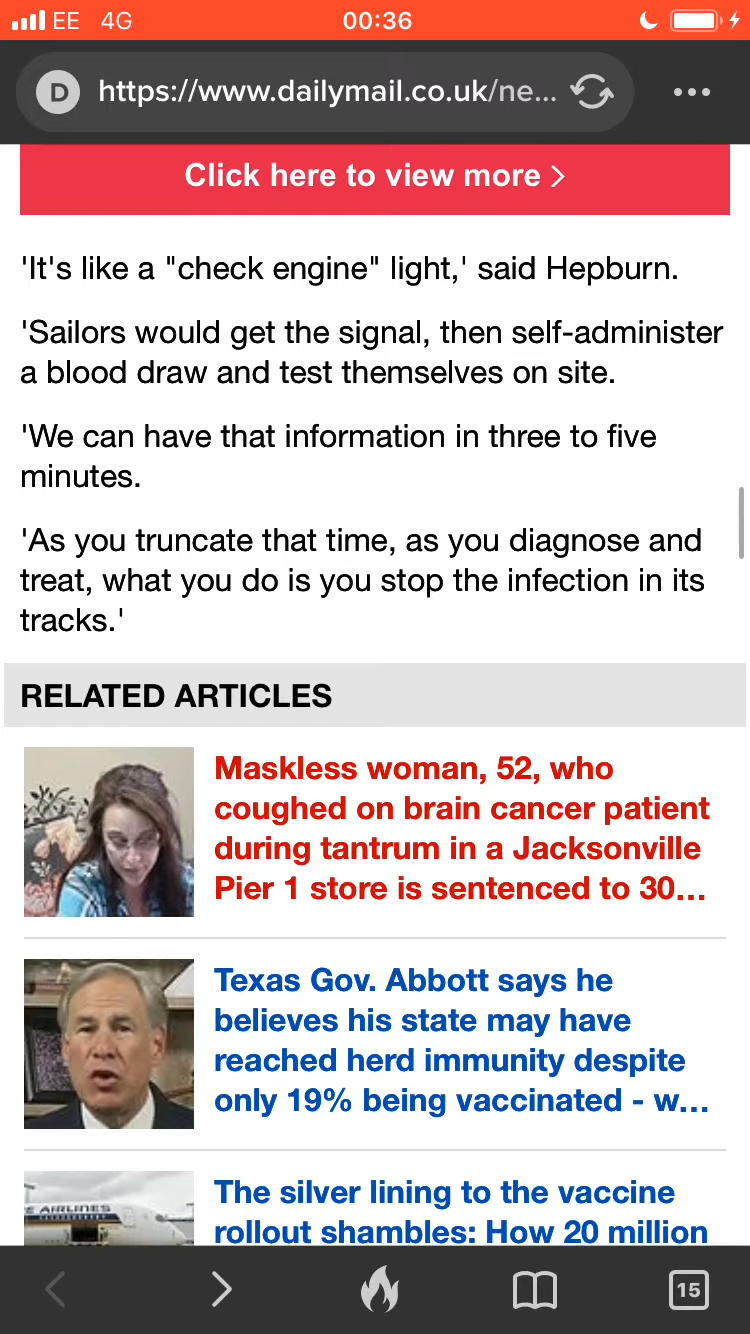 EE 4G 00:36
D https://www.dailymail.co.uk/ne...
Click here to view more >
'It's like a "check engine" light,' said Hepburn.
'Sailors would get the signal, then self-administer
a blood draw and test themselves on site.
'We can have that information in three to five
minutes.
'As you truncate that time, as you diagnose and
treat, what you do is you stop the infection in its
tracks.'
RELATED ARTICLES
Maskless woman, 52, who
coughed on brain cancer patient
during tantrum in a Jacksonville
Pier 1 store is sentenced to 30...
Texas Gov. Abbott says he
believes his state may have
reached herd immunity despite
only 19% being vaccinated - w...
E AIRLINES
The silver lining to the vaccine
rollout shambles: How 20 million
15